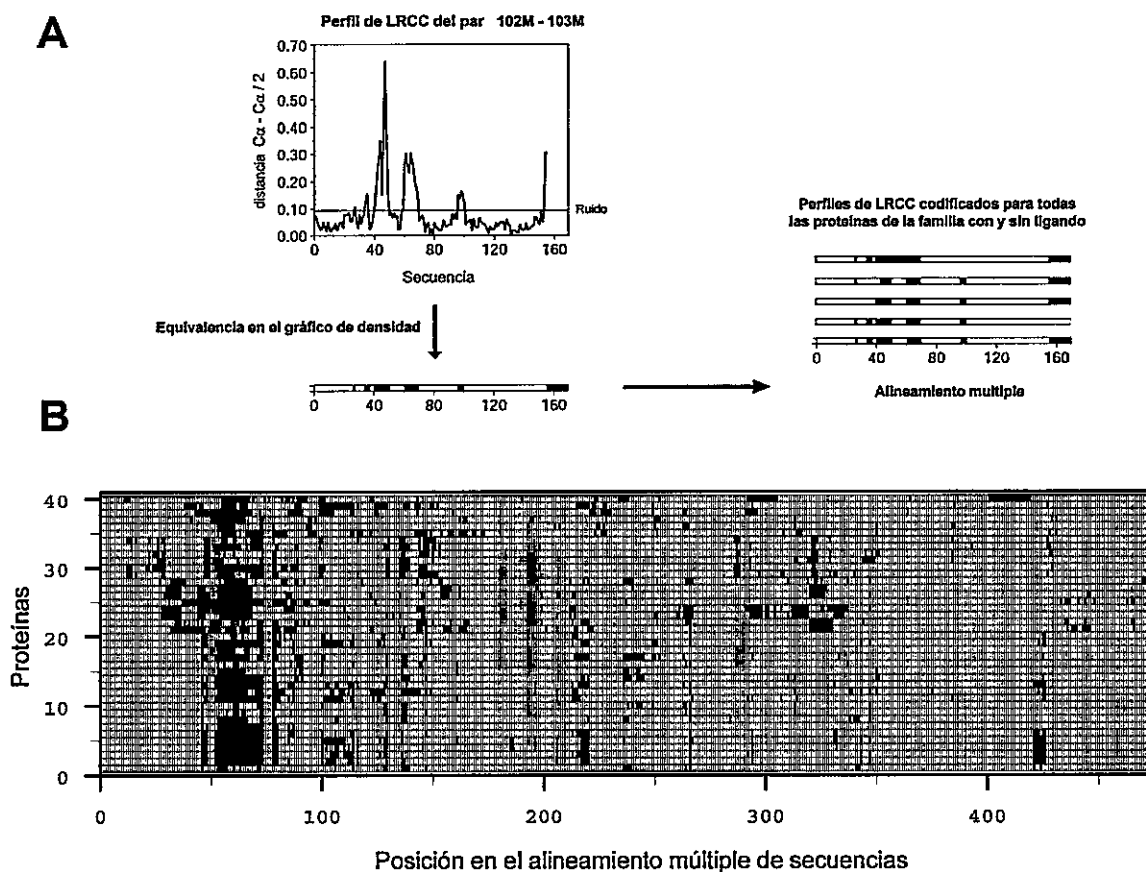 A
Perfil de LRCC del par 102M - 103M
distancia Cα - Cα / 2
0.70
0.60
0.50
0.40
0.30
0.20
0.10
0.00
Ruido
0 40 80 120 160
Secuencia
Equivalencia en el gráfico de densidad
0 40 80 120 160
Perfiles de LRCC codificados para todas
las proteínas de la familia con y sin ligando
0 40 80 120 160
Alineamiento multiple
B
Proteínas
40
30
20
10
0
0 100 200 300 400
Posición en el alineamiento múltiple de secuencias